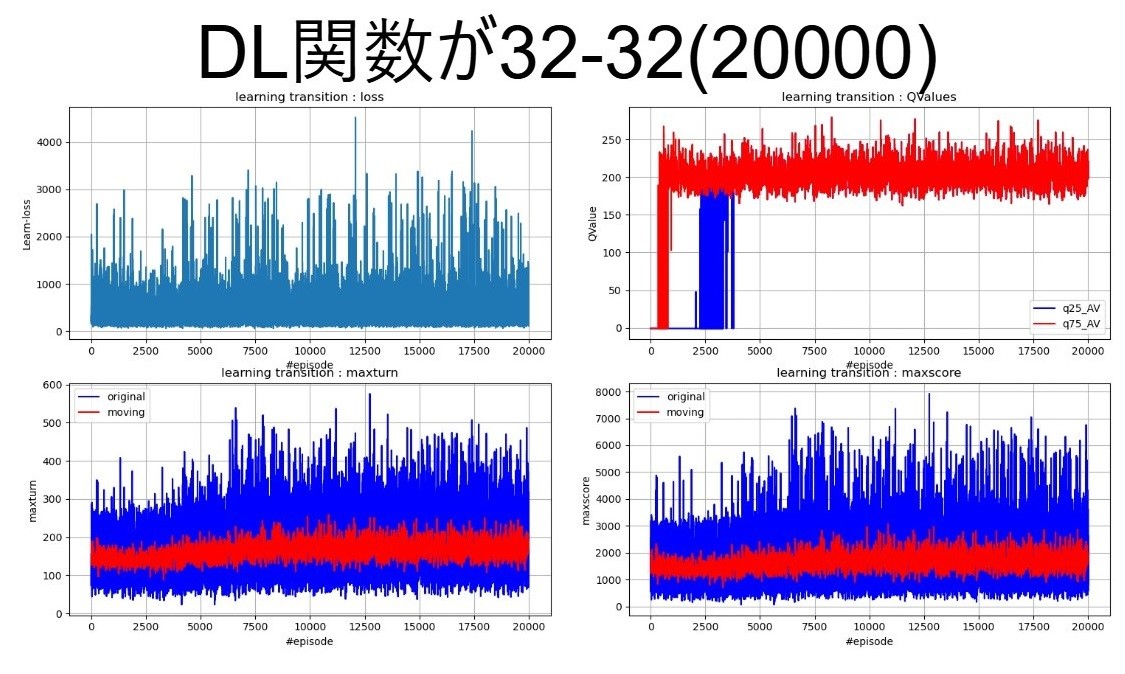 DL関数が32-32(20000)
learning transition : loss
Learn-loss
4000
3000
2000
1000
0
0 2500 5000 7500 10000 12500 15000 17500 20000
#episode
learning transition : QValues
QValue
250
200
150
100
50
0
q25_AV
q75_AV
0 2500 5000 7500 10000 12500 15000 17500 20000
#episode
learning transition : maxturn
maxturn
600
500
400
300
200
100
0
original
moving
0 2500 5000 7500 10000 12500 15000 17500 20000
#episode
learning transition : maxscore
maxscore
8000
7000
6000
5000
4000
3000
2000
1000
0
original
moving
0 2500 5000 7500 10000 12500 15000 17500 20000
#episode